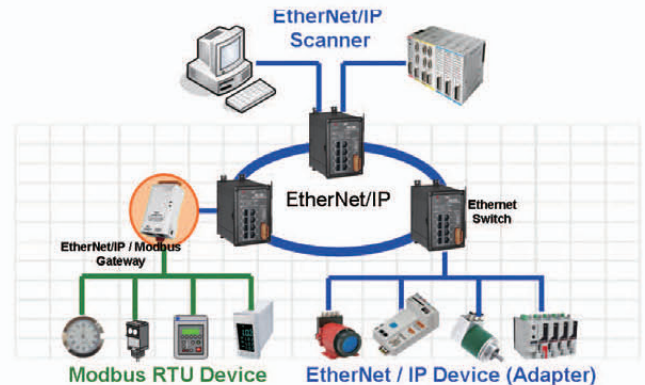 EtherNet/IP
Scanner
EtherNet/IP
Ethernet
Switch
EtherNet/IP / Modbus
Gateway
Modbus RTU Device
EtherNet / IP Device (Adapter)